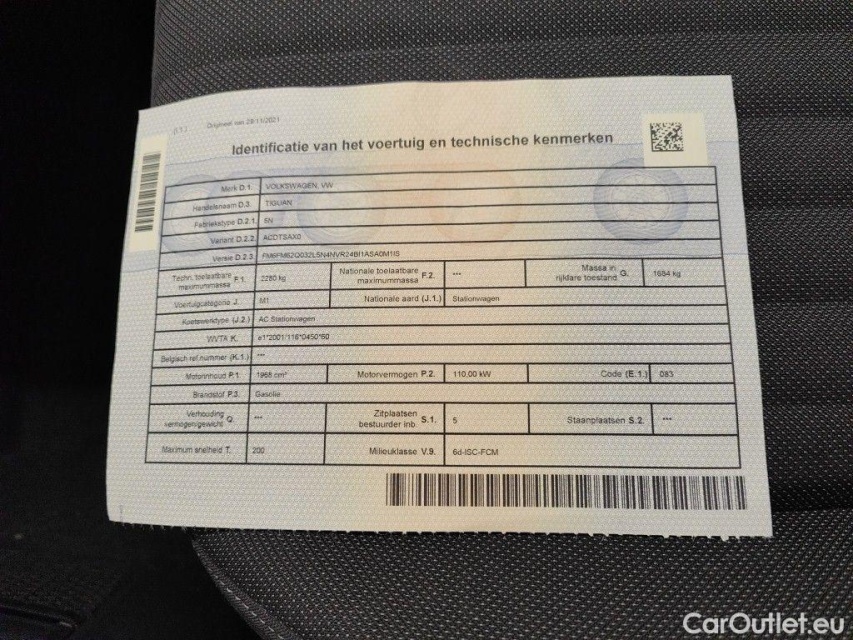 (I.1.) Origineel van 29/11/2021
Identificatie van het voertuig en technische kenmerken
Merk D.1. VOLKSWAGEN, VW
Handelsnaam D.3. TIGUAN
Fabriekstype D.2.1. 5N
Variant D.2.2. ACDTSAX0
Versie D.2.3. FM6FM62Q032L5N4NVR24BI1ASA0M1IS
Techn. toelaatbare maximummassa F.1. 2280 kg Nationale toelaatbare maximummassa F.2. *** Massa in rijklare toestand G. 1684 kg
Voertuigcategorie J. M1 Nationale aard (J.1.) Stationwagen
Koetswerktype (J.2.) AC Stationwagen
WVTA K. e1*2001/116*0450*60
Belgisch ref.nummer (K.1.) ***
Motorinhoud P.1. 1968 cm³ Motorvermogen P.2. 110,00 kW Code (E.1.) 083
Brandstof P.3. Gasolie
Verhouding vermogen/gewicht Q. *** Zitplaatsen bestuurder inb. S.1. 5 Staanplaatsen S.2. ***
Maximum snelheid T. 200 Milieuklasse V.9. 6d-ISC-FCM
CarOutlet.eu